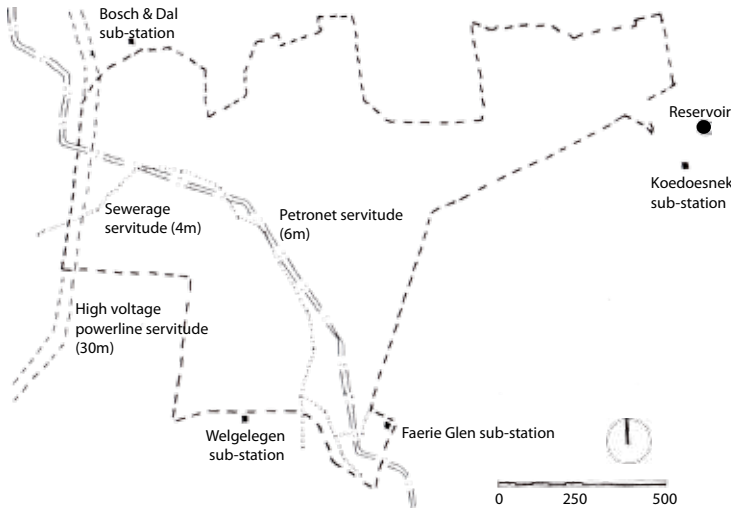 Bosch & Dal
sub-station
Reservoir
Koedoesnek
sub-station
Sewerage
servitude (4m)
Petronet servitude
(6m)
High voltage
powerline servitude
(30m)
Welgelegen
sub-station
Faerie Glen sub-station
0 250 500